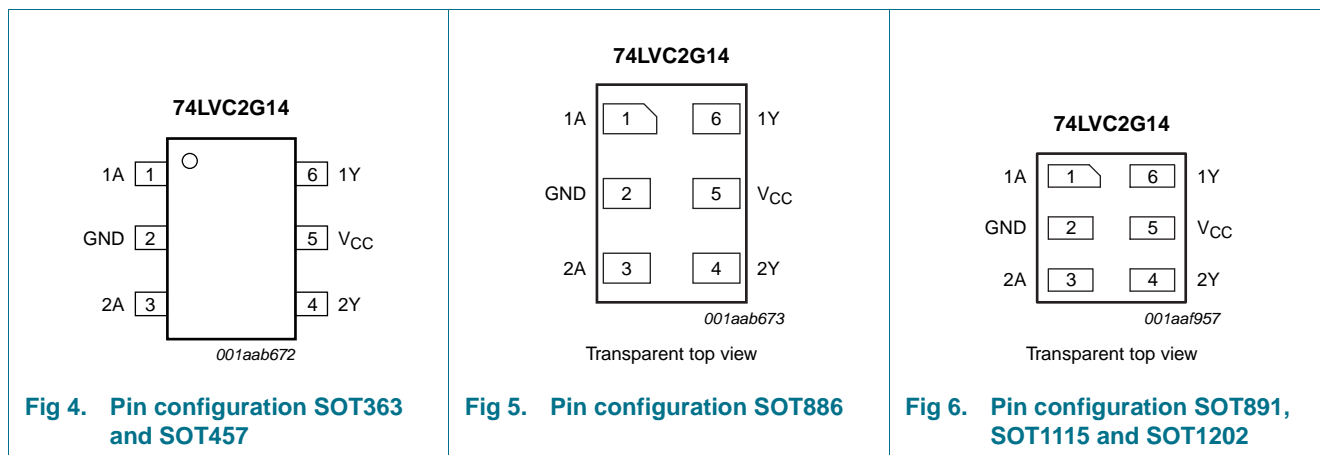 74LVC2G14
1A 1 6 1Y
GND 2 5 VCC
2A 3 4 2Y
001aab672
Fig 4. Pin configuration SOT363
and SOT457
74LVC2G14
1A 1 6 1Y
GND 2 5 VCC
2A 3 4 2Y
001aab673
Transparent top view
Fig 5. Pin configuration SOT886
74LVC2G14
1A 1 6 1Y
GND 2 5 VCC
2A 3 4 2Y
001aaf957
Transparent top view
Fig 6. Pin configuration SOT891,
SOT1115 and SOT1202